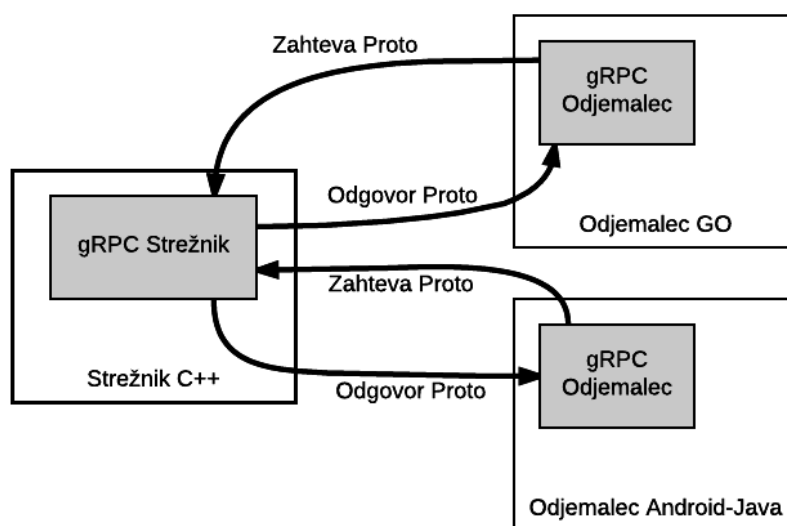 Zahteva Proto
gRPC
Odjemalec
Odgovor Proto
Odjemalec GO
gRPC Strežnik
Zahteva Proto
gRPC
Odjemalec
Strežnik C++
Odgovor Proto
Odjemalec Android-Java